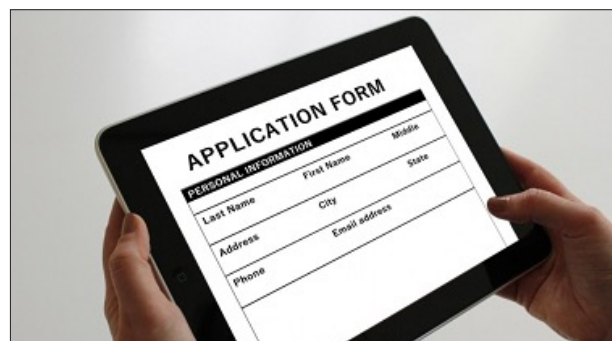 APPLICATION FORM
PERSONAL INFORMATION
Last Name First Name Middle
Address City State
Phone Email address